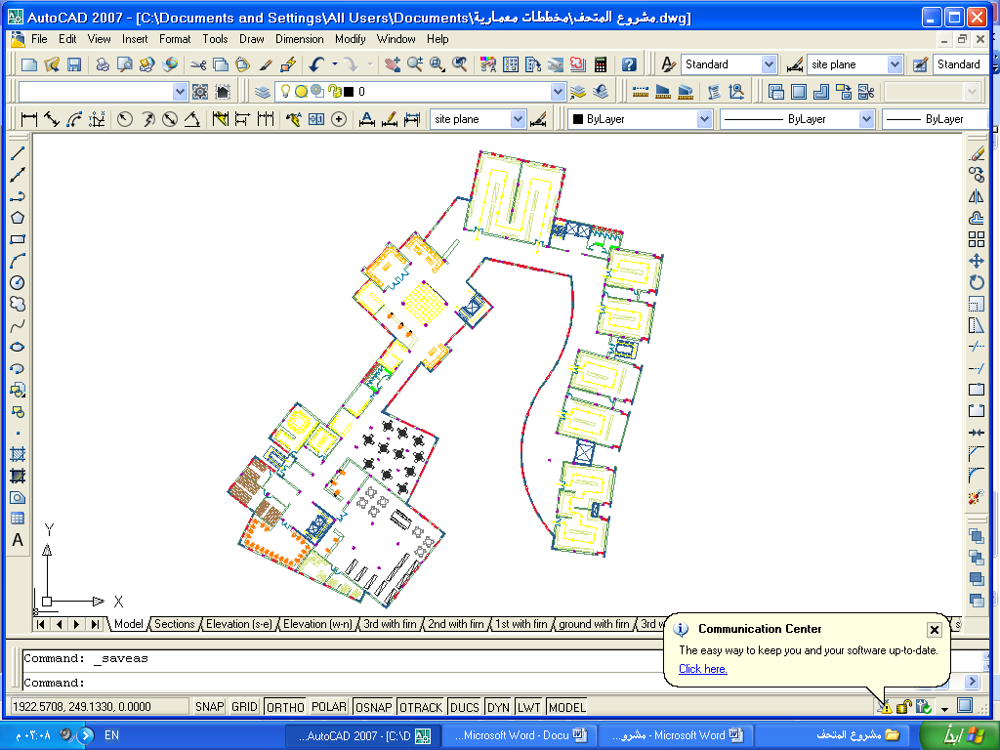 AutoCAD 2007 - [C:\Documents and Settings\All Users\Documents\مخططات معمارية\مشروع المتحف.dwg]
File Edit View Insert Format Tools Draw Dimension Modify Window Help
Standard site plane Standard
0
site plane ByLayer ByLayer ByLayer
A
Y
X
Model Sections Elevation (s-e) Elevation (w-n) 3rd with firn 2nd with firn 1st with firn ground with firn 3rd
Communication Center
The easy way to keep you and your software up-to-date.
Click here.
Command: _saveas
Command:
1922.5708, 249.1330, 0.0000 SNAP GRID ORTHO POLAR OSNAP OTRACK DUCS DYN LWT MODEL
٠٣:٠٨ م EN ...AutoCAD 2007 - [C:\D ...Microsoft Word - Docu ...مشرو - Microsoft Word مشروع المتحف ابدأ